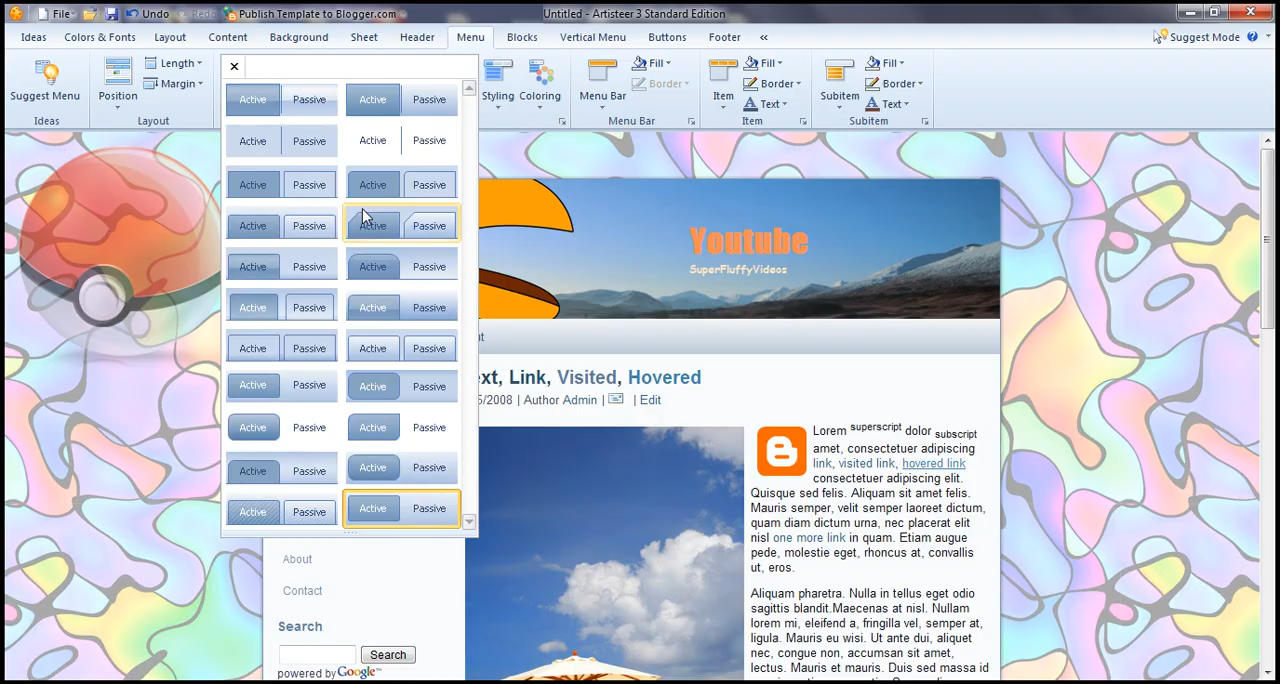 File
Undo
Redo
Publish Template to Blogger.com
Untitled - Artisteer 3 Standard Edition
Ideas
Colors & Fonts
Layout
Content
Background
Sheet
Header
Menu
Blocks
Vertical Menu
Buttons
Footer
Suggest Mode
Suggest Menu
Position
Length
Margin
Styling
Coloring
Menu Bar
Fill
Border
Item
Fill
Border
Text
Subitem
Fill
Border
Text
Ideas
Layout
Menu Bar
Item
Subitem
Active Passive Active Passive
Active Passive Active Passive
Active Passive Active Passive
Active Passive Active Passive
Active Passive Active Passive
Active Passive Active Passive
Active Passive Active Passive
Active Passive Active Passive
Active Passive Active Passive
Active Passive Active Passive
Active Passive Active Passive
Youtube
SuperFluffyVideos
ext, Link, Visited, Hovered
5/2008 | Author Admin | | Edit
Lorem superscript dolor subscript
amet, consectetuer adipiscing
link, visited link, hovered link
consectetuer adipiscing elit.
Quisque sed felis. Aliquam sit amet felis.
Mauris semper, velit semper laoreet dictum,
quam diam dictum urna, nec placerat elit
nisl one more link in quam. Etiam augue
pede, molestie eget, rhoncus at, convallis
ut, eros.
Aliquam pharetra. Nulla in tellus eget odio
sagittis blandit.Maecenas at nisl. Nullam
lorem mi, eleifend a, fringilla vel, semper at,
ligula. Mauris eu wisi. Ut ante dui, aliquet
nec, congue non, accumsan sit amet,
lectus. Mauris et mauris. Duis sed massa id
About
Contact
Search
Search
powered by Google™